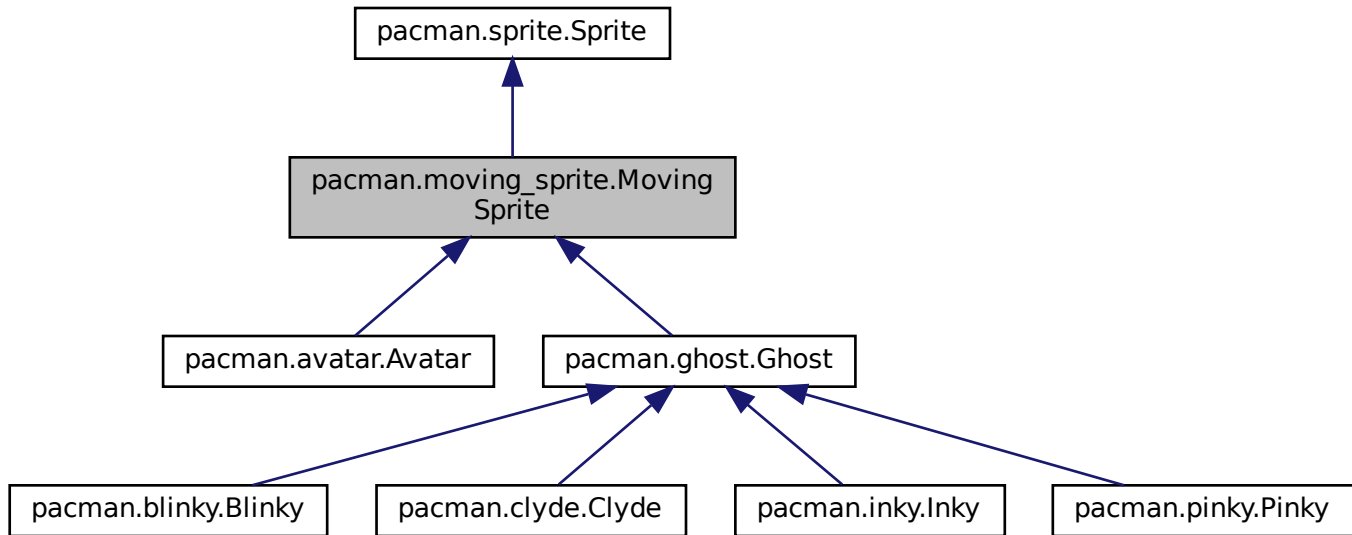 pacman.sprite.Sprite
pacman.moving_sprite.Moving
Sprite
pacman.avatar.Avatar
pacman.ghost.Ghost
pacman.blinky.Blinky
pacman.clyde.Clyde
pacman.inky.Inky
pacman.pinky.Pinky